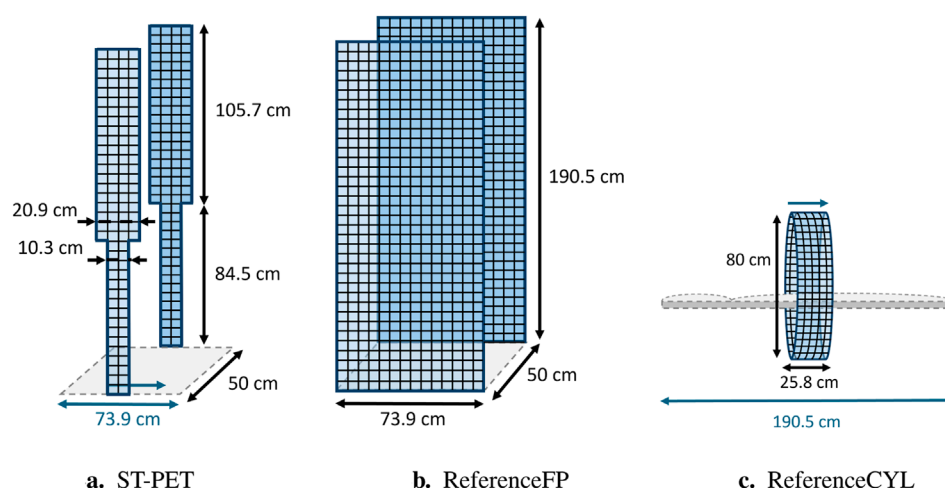 105.7 cm
20.9 cm
10.3 cm
84.5 cm
50 cm
73.9 cm
a. ST-PET
190.5 cm
50 cm
73.9 cm
b. ReferenceFP
80 cm
25.8 cm
190.5 cm
c. ReferenceCYL